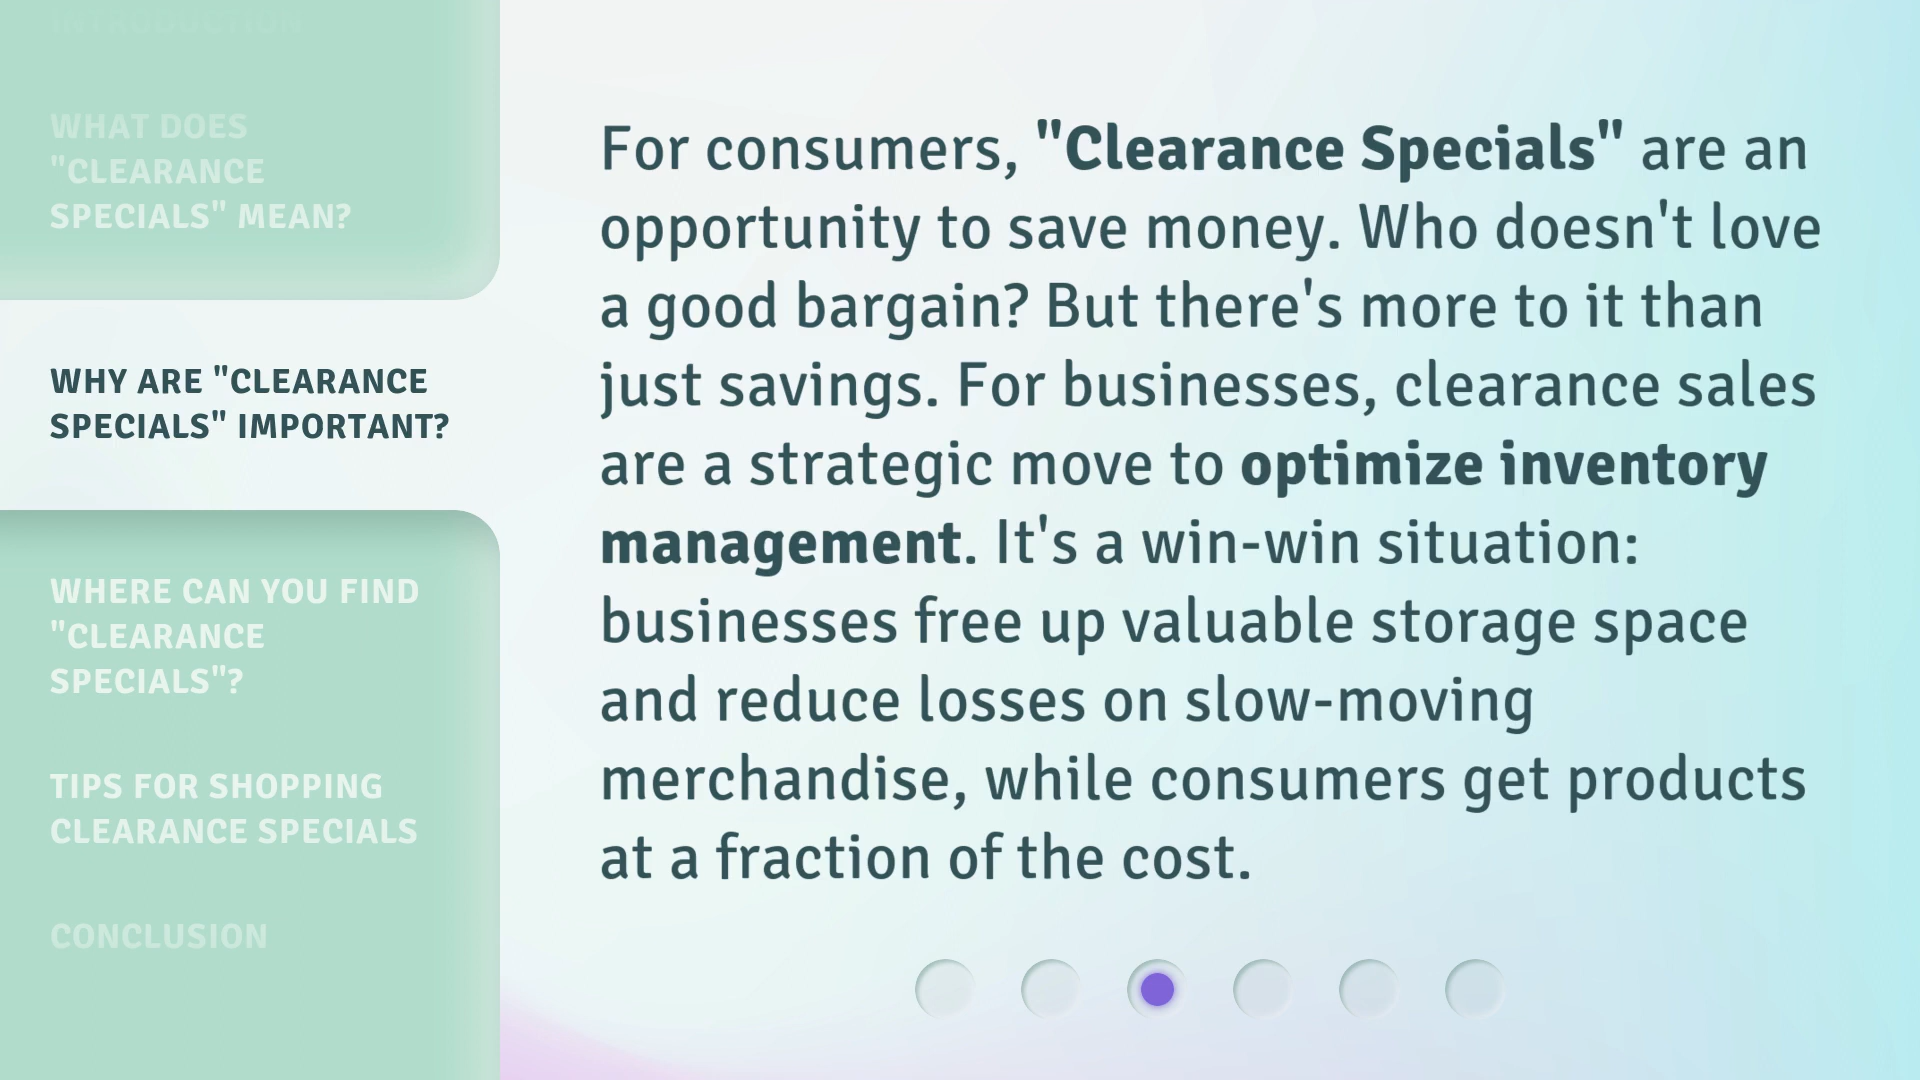 INTRODUCTION
WHAT DOES
"CLEARANCE
SPECIALS" MEAN?
WHY ARE "CLEARANCE
SPECIALS" IMPORTANT?
WHERE CAN YOU FIND
"CLEARANCE
SPECIALS"?
TIPS FOR SHOPPING
CLEARANCE SPECIALS
CONCLUSION
For consumers, "Clearance Specials" are an
opportunity to save money. Who doesn't love
a good bargain? But there's more to it than
just savings. For businesses, clearance sales
are a strategic move to optimize inventory
management. It's a win-win situation:
businesses free up valuable storage space
and reduce losses on slow-moving
merchandise, while consumers get products
at a fraction of the cost.